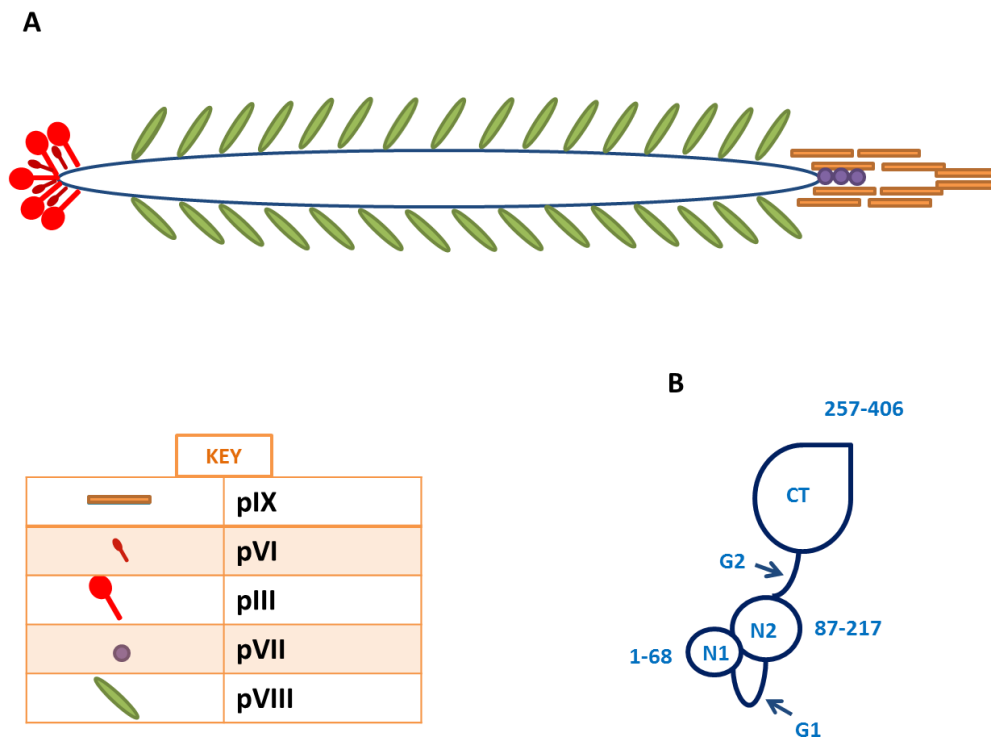 A
B
257-406
CT
G2
N2
87-217
1-68
N1
G1
KEY
pIX
pVI
pIII
pVII
pVIII